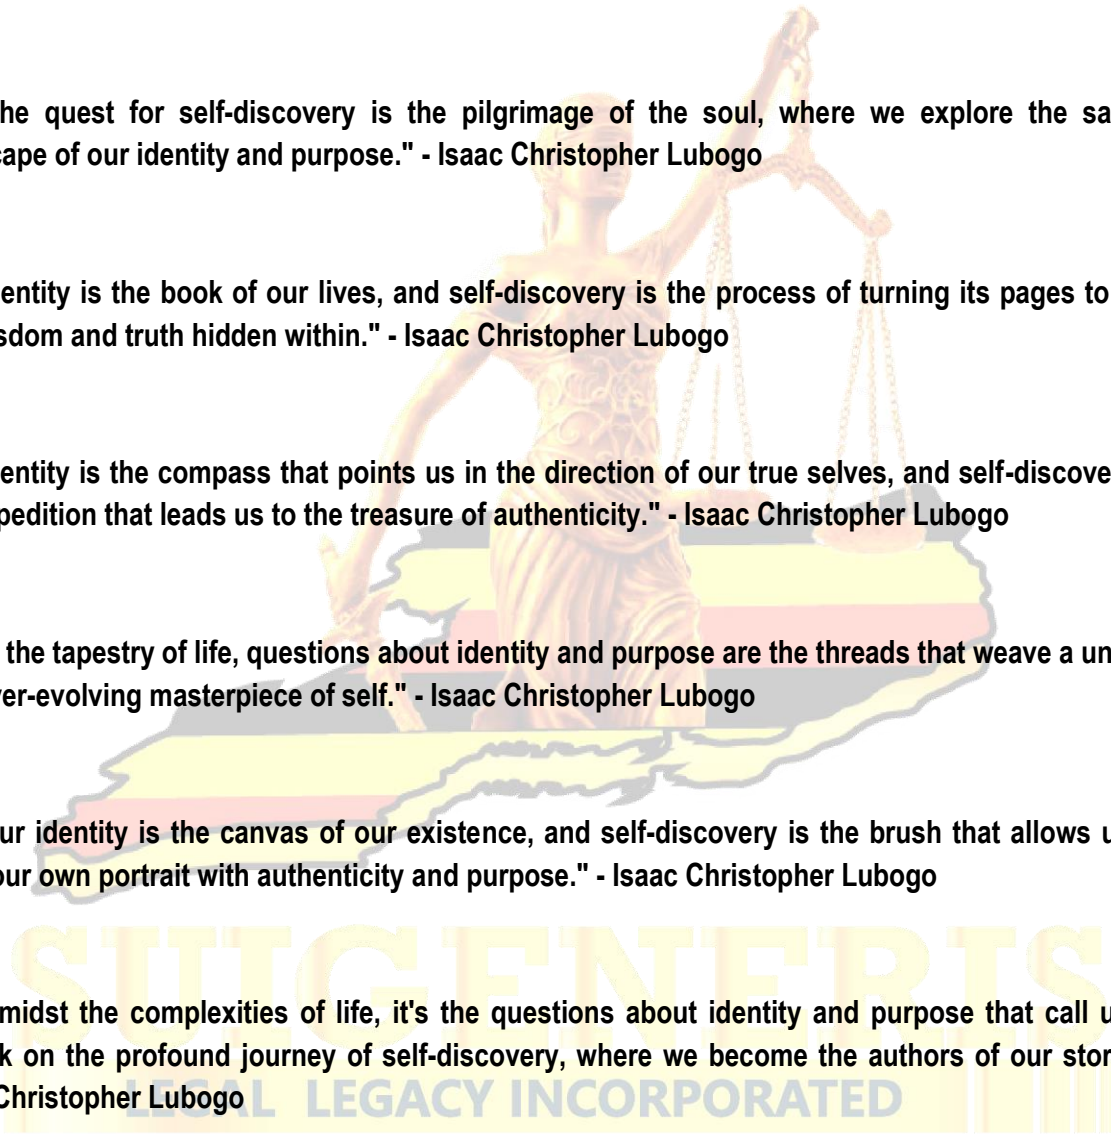 he quest for self-discovery is the pilgrimage of the soul, where we explore the sa
cape of our identity and purpose." - Isaac Christopher Lubogo
entity is the book of our lives, and self-discovery is the process of turning its pages to
sdom and truth hidden within." - Isaac Christopher Lubogo
entity is the compass that points us in the direction of our true selves, and self-discove
pedition that leads us to the treasure of authenticity." - Isaac Christopher Lubogo
the tapestry of life, questions about identity and purpose are the threads that weave a un
ver-evolving masterpiece of self." - Isaac Christopher Lubogo
ur identity is the canvas of our existence, and self-discovery is the brush that allows u
our own portrait with authenticity and purpose." - Isaac Christopher Lubogo
SUIGENERIS
midst the complexities of life, it's the questions about identity and purpose that call u
k on the profound journey of self-discovery, where we become the authors of our stor
Christopher Lubogo
LEGAL LEGACY INCORPORATED